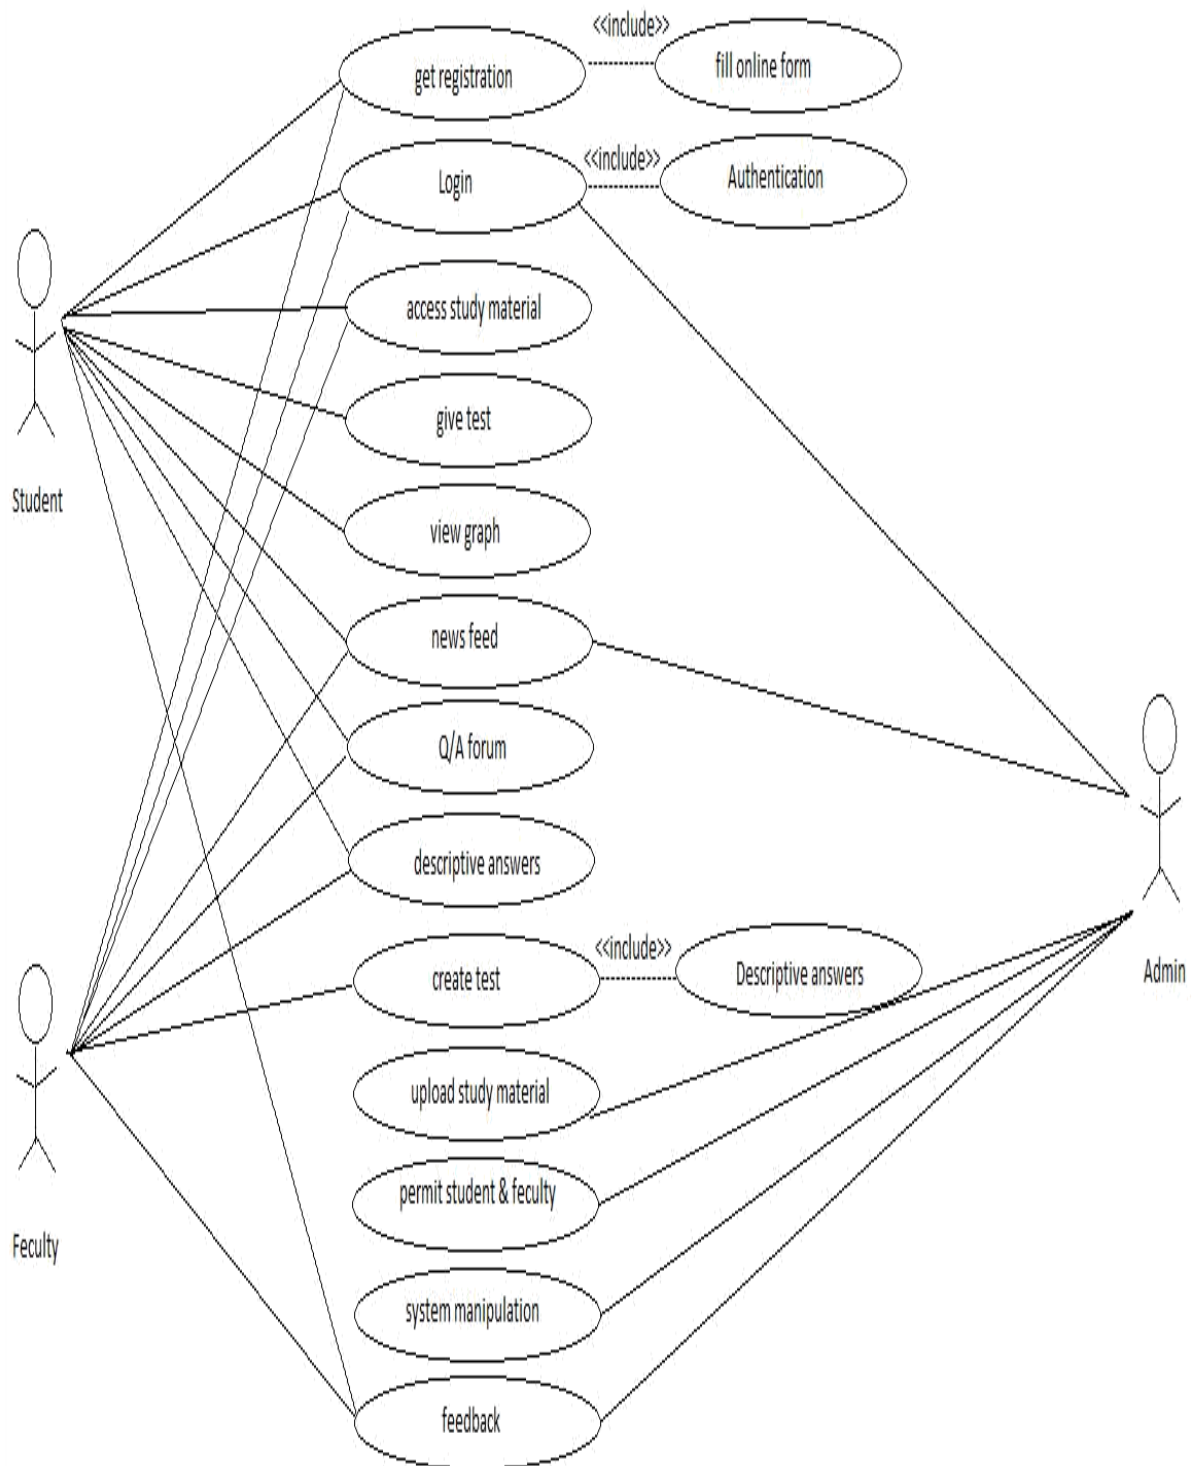 <<include>>
get registration
fill online form
<<include>>
Login
Authentication
access study material
give test
Student
view graph
news feed
Q/A forum
descriptive answers
<<include>>
create test
Descriptive answers
Admin
upload study material
permit student & feculty
Feculty
system manipulation
feedback